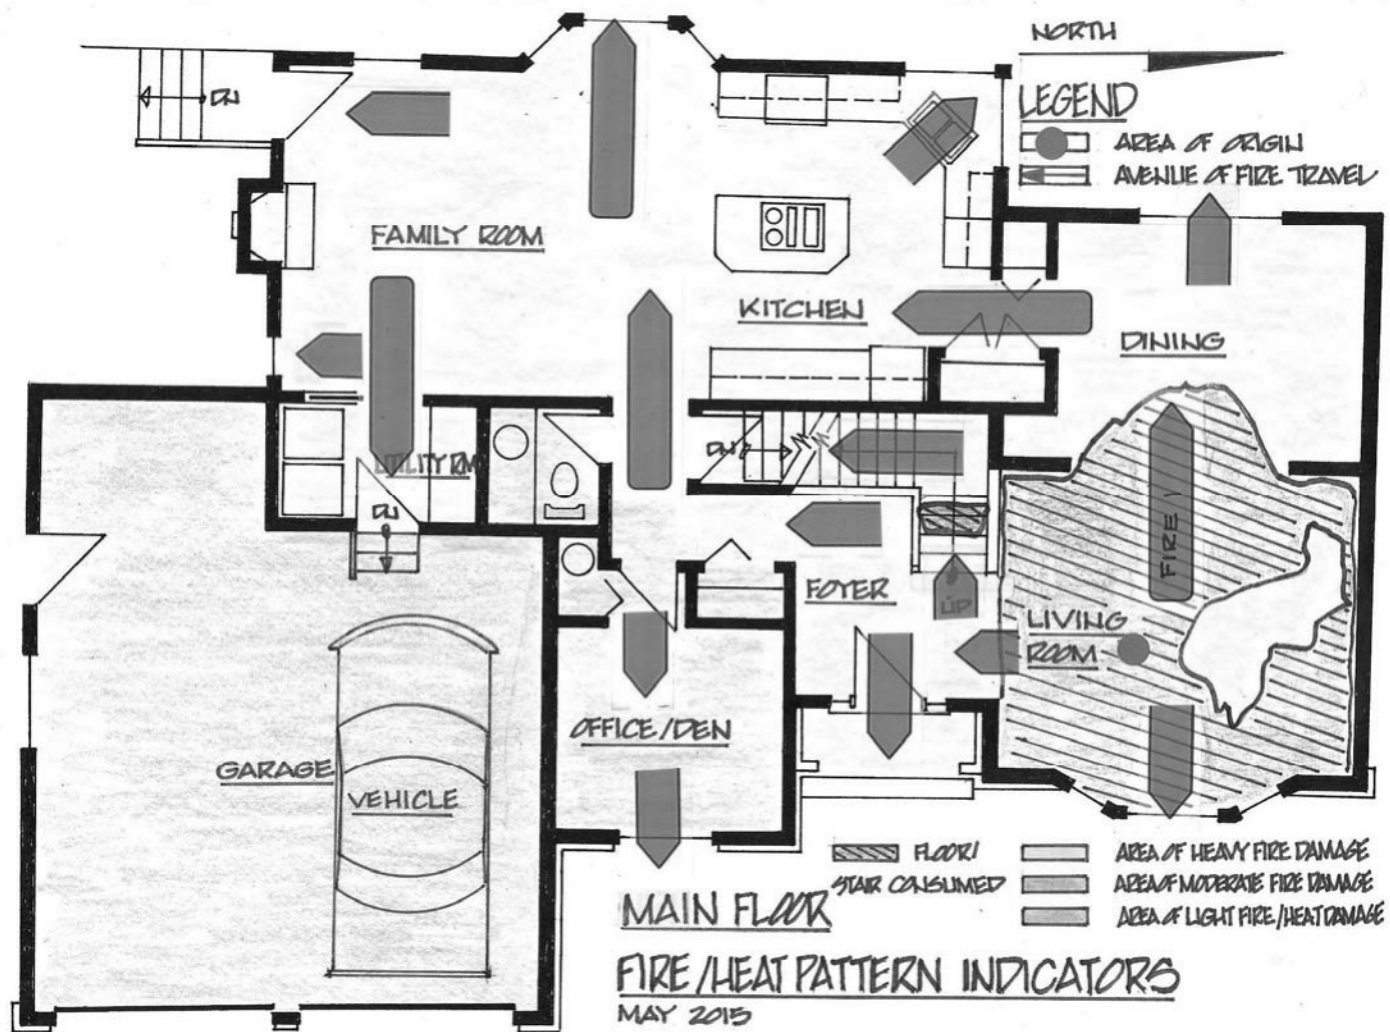 NORTH
LEGEND
AREA OF ORIGIN
AVENUE OF FIRE TRAVEL
DN
FAMILY ROOM
KITCHEN
DINING
UTILITY RM
DN
DN
FIRE
FOYER
UP
LIVING
ROOM
OFFICE/DEN
GARAGE
VEHICLE
FLOOR/
STAIR CONSUMED
AREA OF HEAVY FIRE DAMAGE
AREA OF MODERATE FIRE DAMAGE
AREA OF LIGHT FIRE/HEAT DAMAGE
MAIN FLOOR
FIRE/HEAT PATTERN INDICATORS
MAY 2015